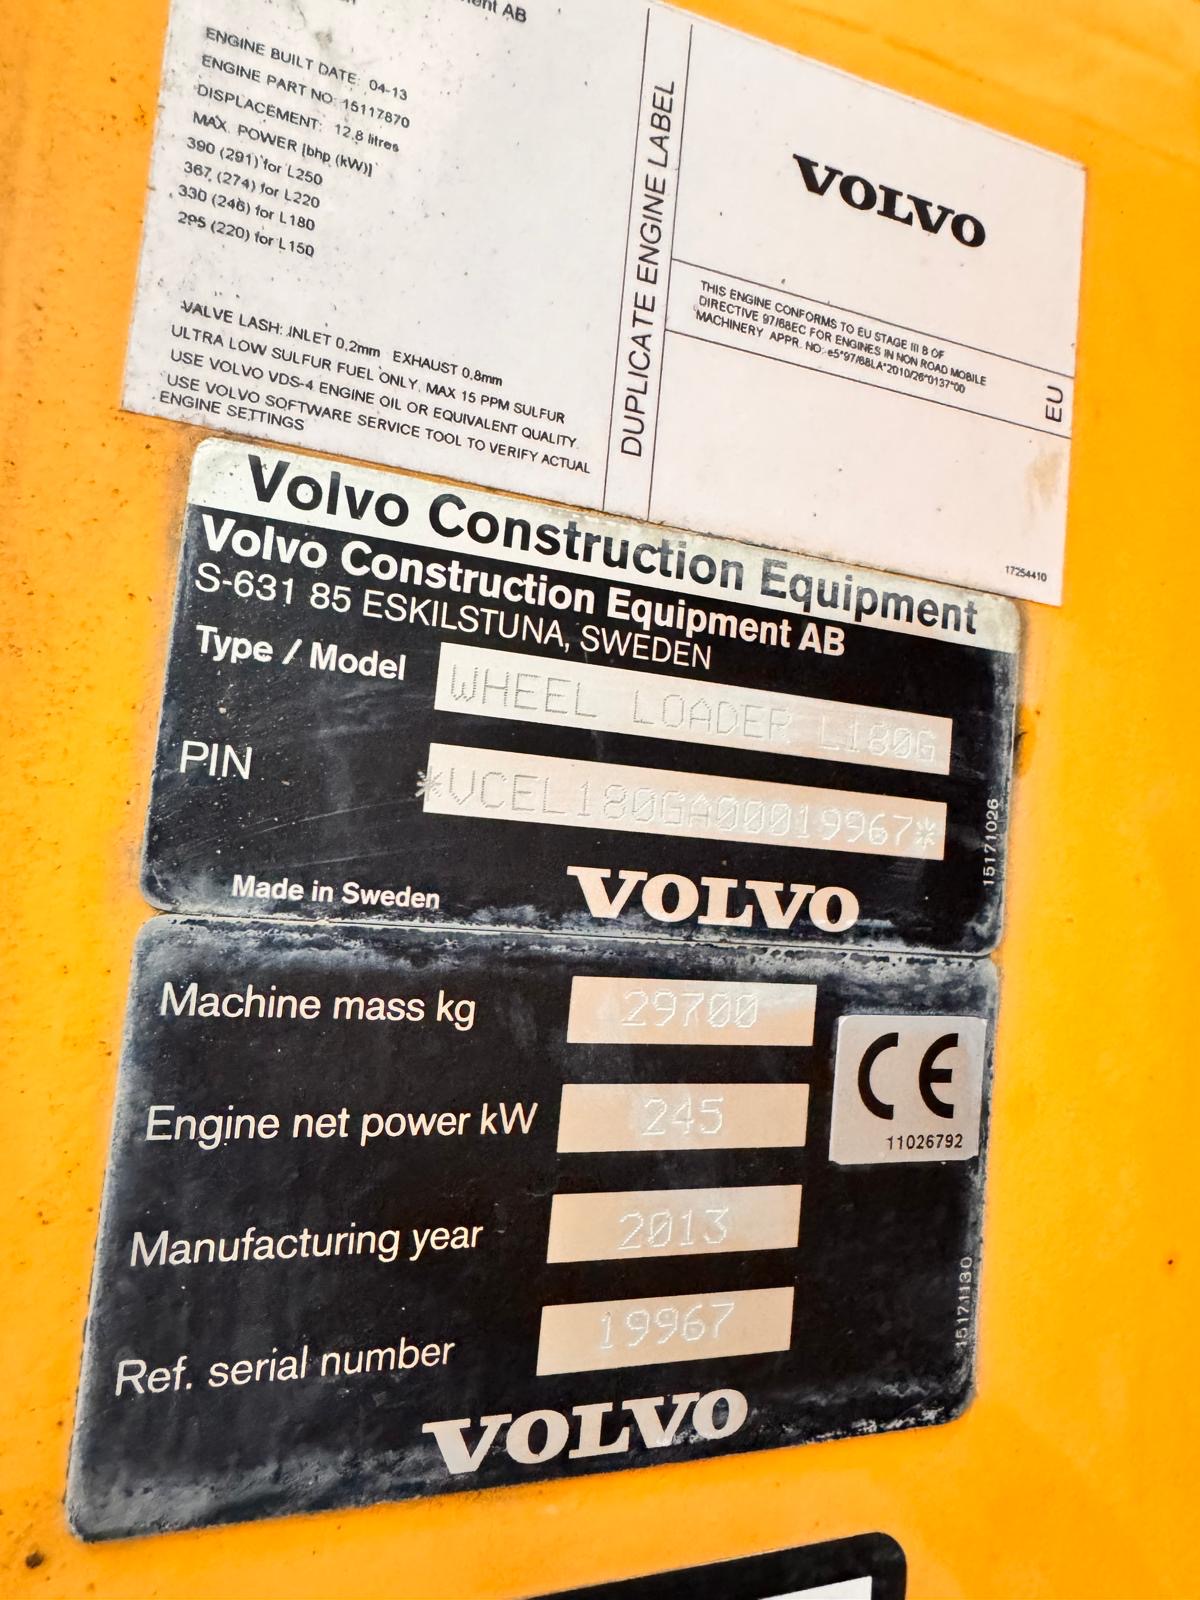 ment AB
ENGINE BUILT DATE: 04-13
ENGINE PART NO: 15117870
DISPLACEMENT: 12,8 litres
MAX. POWER [bhp (kW)]
390 (291) for L250
367 (274) for L220
330 (246) for L180
295 (220) for L150
VALVE LASH: INLET 0,2mm EXHAUST 0,8mm
ULTRA LOW SULFUR FUEL ONLY. MAX 15 PPM SULFUR
USE VOLVO VDS-4 ENGINE OIL OR EQUIVALENT QUALITY.
USE VOLVO SOFTWARE SERVICE TOOL TO VERIFY ACTUAL
ENGINE SETTINGS
DUPLICATE ENGINE LABEL
VOLVO
THIS ENGINE CONFORMS TO EU STAGE III B OF
DIRECTIVE 97/68EC FOR ENGINES IN NON ROAD MOBILE
MACHINERY APPR. NO: e5*97/68LA*2010/26*0137*00
EU
17254410
Volvo Construction Equipment
Volvo Construction Equipment AB
S-631 85 ESKILSTUNA, SWEDEN
Type / Model WHEEL LOADER L180G
PIN *VCEL180GA00019967*
15171026
Made in Sweden VOLVO
Machine mass kg 29700
CE
11026792
Engine net power kW 245
Manufacturing year 2013
Ref. serial number 19967
15171130
VOLVO